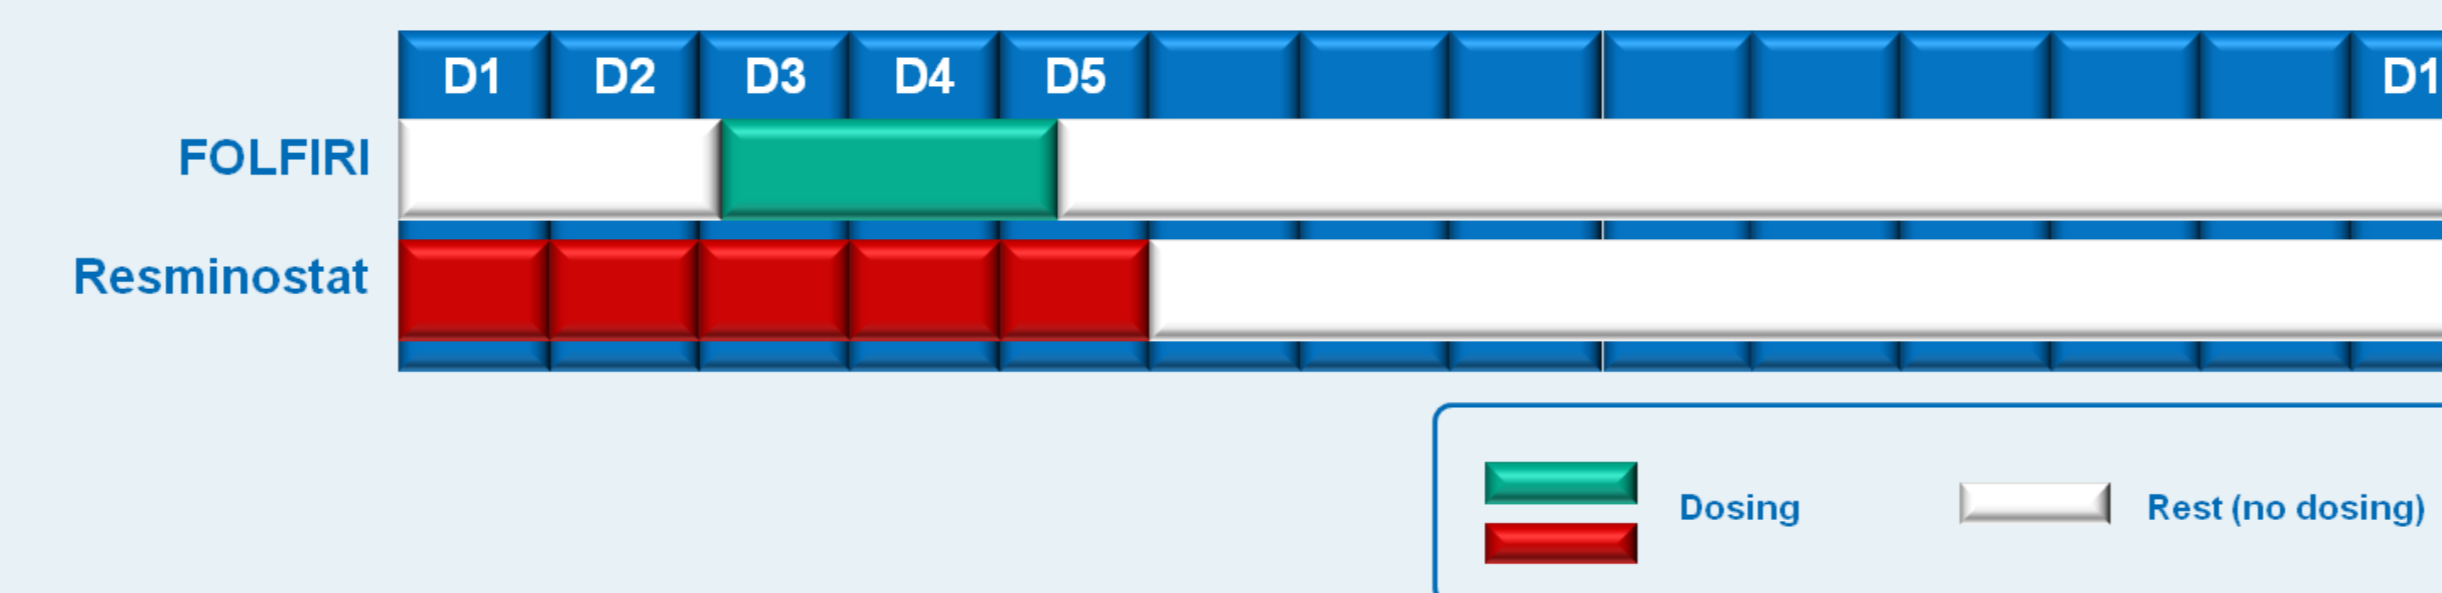 D1 D2 D3 D4 D5 D1
FOLFIRI
Resminostat
Dosing Rest (no dosing)